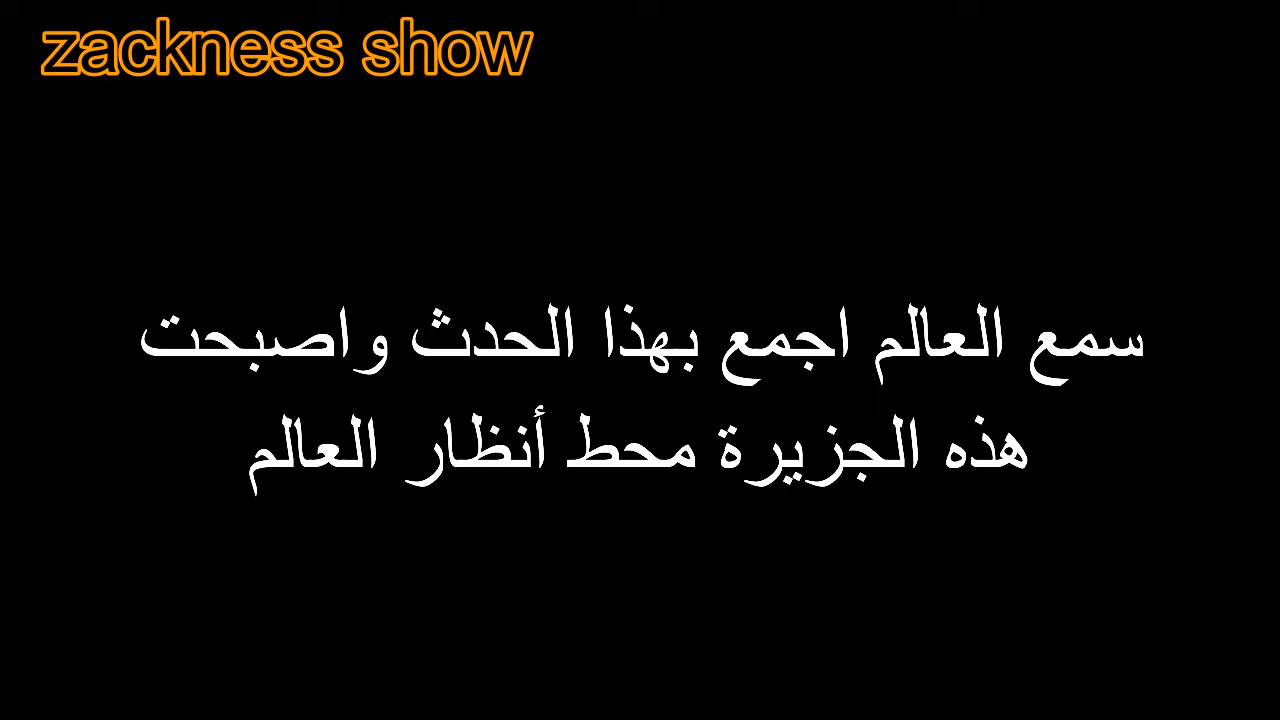 zackness show
سمع العالم اجمع بهذا الحدث واصبحت
هذه الجزيرة محط أنظار العالم